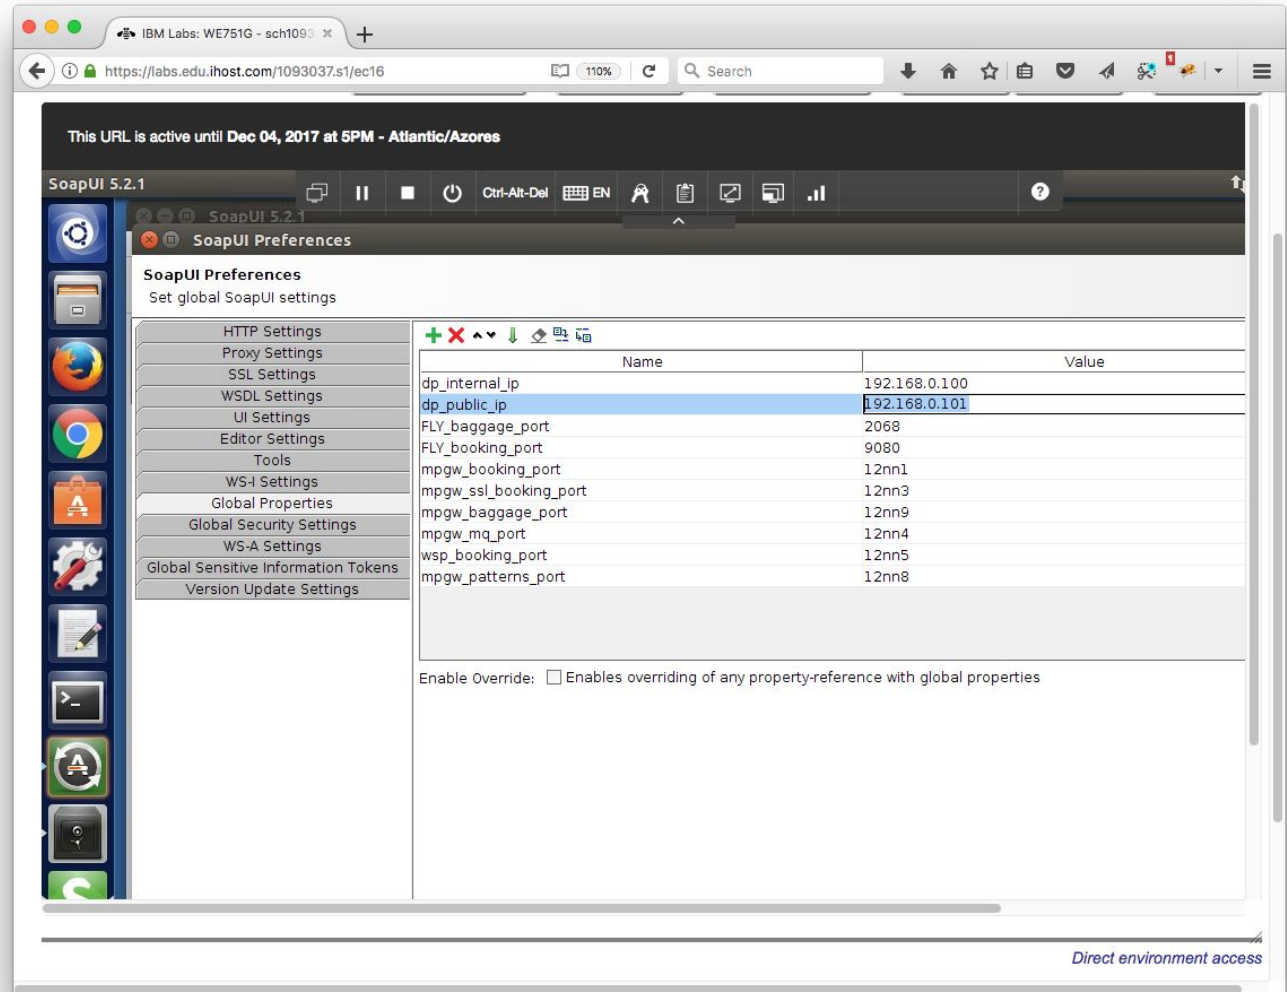 IBM Labs: WE751G - sch1093
https://labs.edu.ihost.com/1093037.s1/ec16
110%
Search
1
This URL is active until Dec 04, 2017 at 5PM - Atlantic/Azores
SoapUI 5.2.1
Ctrl-Alt-Del
EN
SoapUI 5.2.1
SoapUI Preferences
SoapUI Preferences
Set global SoapUI settings
HTTP Settings
Proxy Settings
SSL Settings
WSDL Settings
UI Settings
Editor Settings
Tools
WS-I Settings
Global Properties
Global Security Settings
WS-A Settings
Global Sensitive Information Tokens
Version Update Settings
Name Value
dp_internal_ip 192.168.0.100
dp_public_ip 192.168.0.101
FLY_baggage_port 2068
FLY_booking_port 9080
mpgw_booking_port 12nn1
mpgw_ssl_booking_port 12nn3
mpgw_baggage_port 12nn9
mpgw_mq_port 12nn4
wsp_booking_port 12nn5
mpgw_patterns_port 12nn8
Enable Override: Enables overriding of any property-reference with global properties
Direct environment access